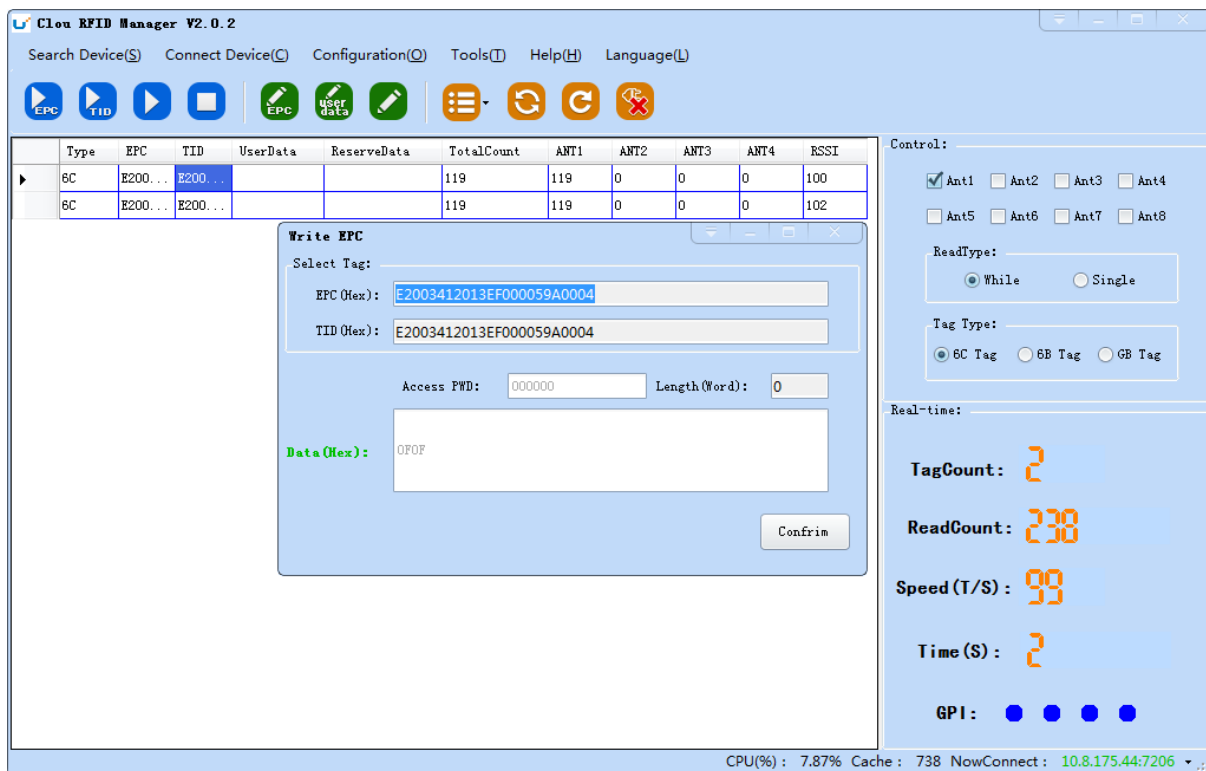 Clou RFID Manager V2.0.2
Search Device(S) Connect Device(C) Configuration(O) Tools(T) Help(H) Language(L)
EPC TID EPC user data
Type EPC TID UserData ReserveData TotalCount ANT1 ANT2 ANT3 ANT4 RSSI
6C E200... E200... 119 119 0 0 0 100
6C E200... E200... 119 119 0 0 0 102
Write EPC
Select Tag:
EPC(Hex): E2003412013EF000059A0004
TID(Hex): E2003412013EF000059A0004
Access PWD: 000000 Length(Word): 0
Data(Hex): 0F0F
Confrim
Control:
Ant1 Ant2 Ant3 Ant4
Ant5 Ant6 Ant7 Ant8
ReadType:
While Single
Tag Type:
6C Tag 6B Tag GB Tag
Real-time:
TagCount: 2
ReadCount: 238
Speed(T/S): 99
Time(S): 2
GPI:
CPU(%) : 7.87% Cache : 738 NowConnect : 10.8.175.44:7206